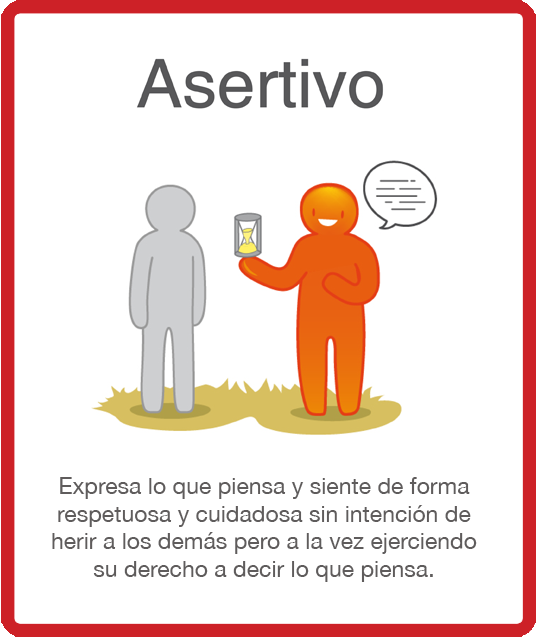 Asertivo
Expresa lo que piensa y siente de forma
respetuosa y cuidadosa sin intención de
herir a los demás pero a la vez ejerciendo
su derecho a decir lo que piensa.